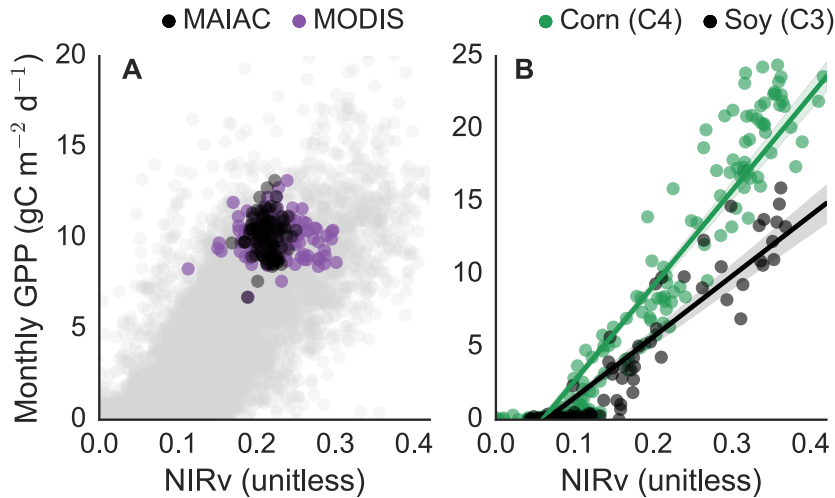 MAIAC MODIS
Corn (C4) Soy (C3)
Monthly GPP (gC m−2 d−1)
A
20
15
10
5
0
0.0 0.1 0.2 0.3 0.4
NIRv (unitless)
B
25
20
15
10
5
0
0.0 0.1 0.2 0.3 0.4
NIRv (unitless)